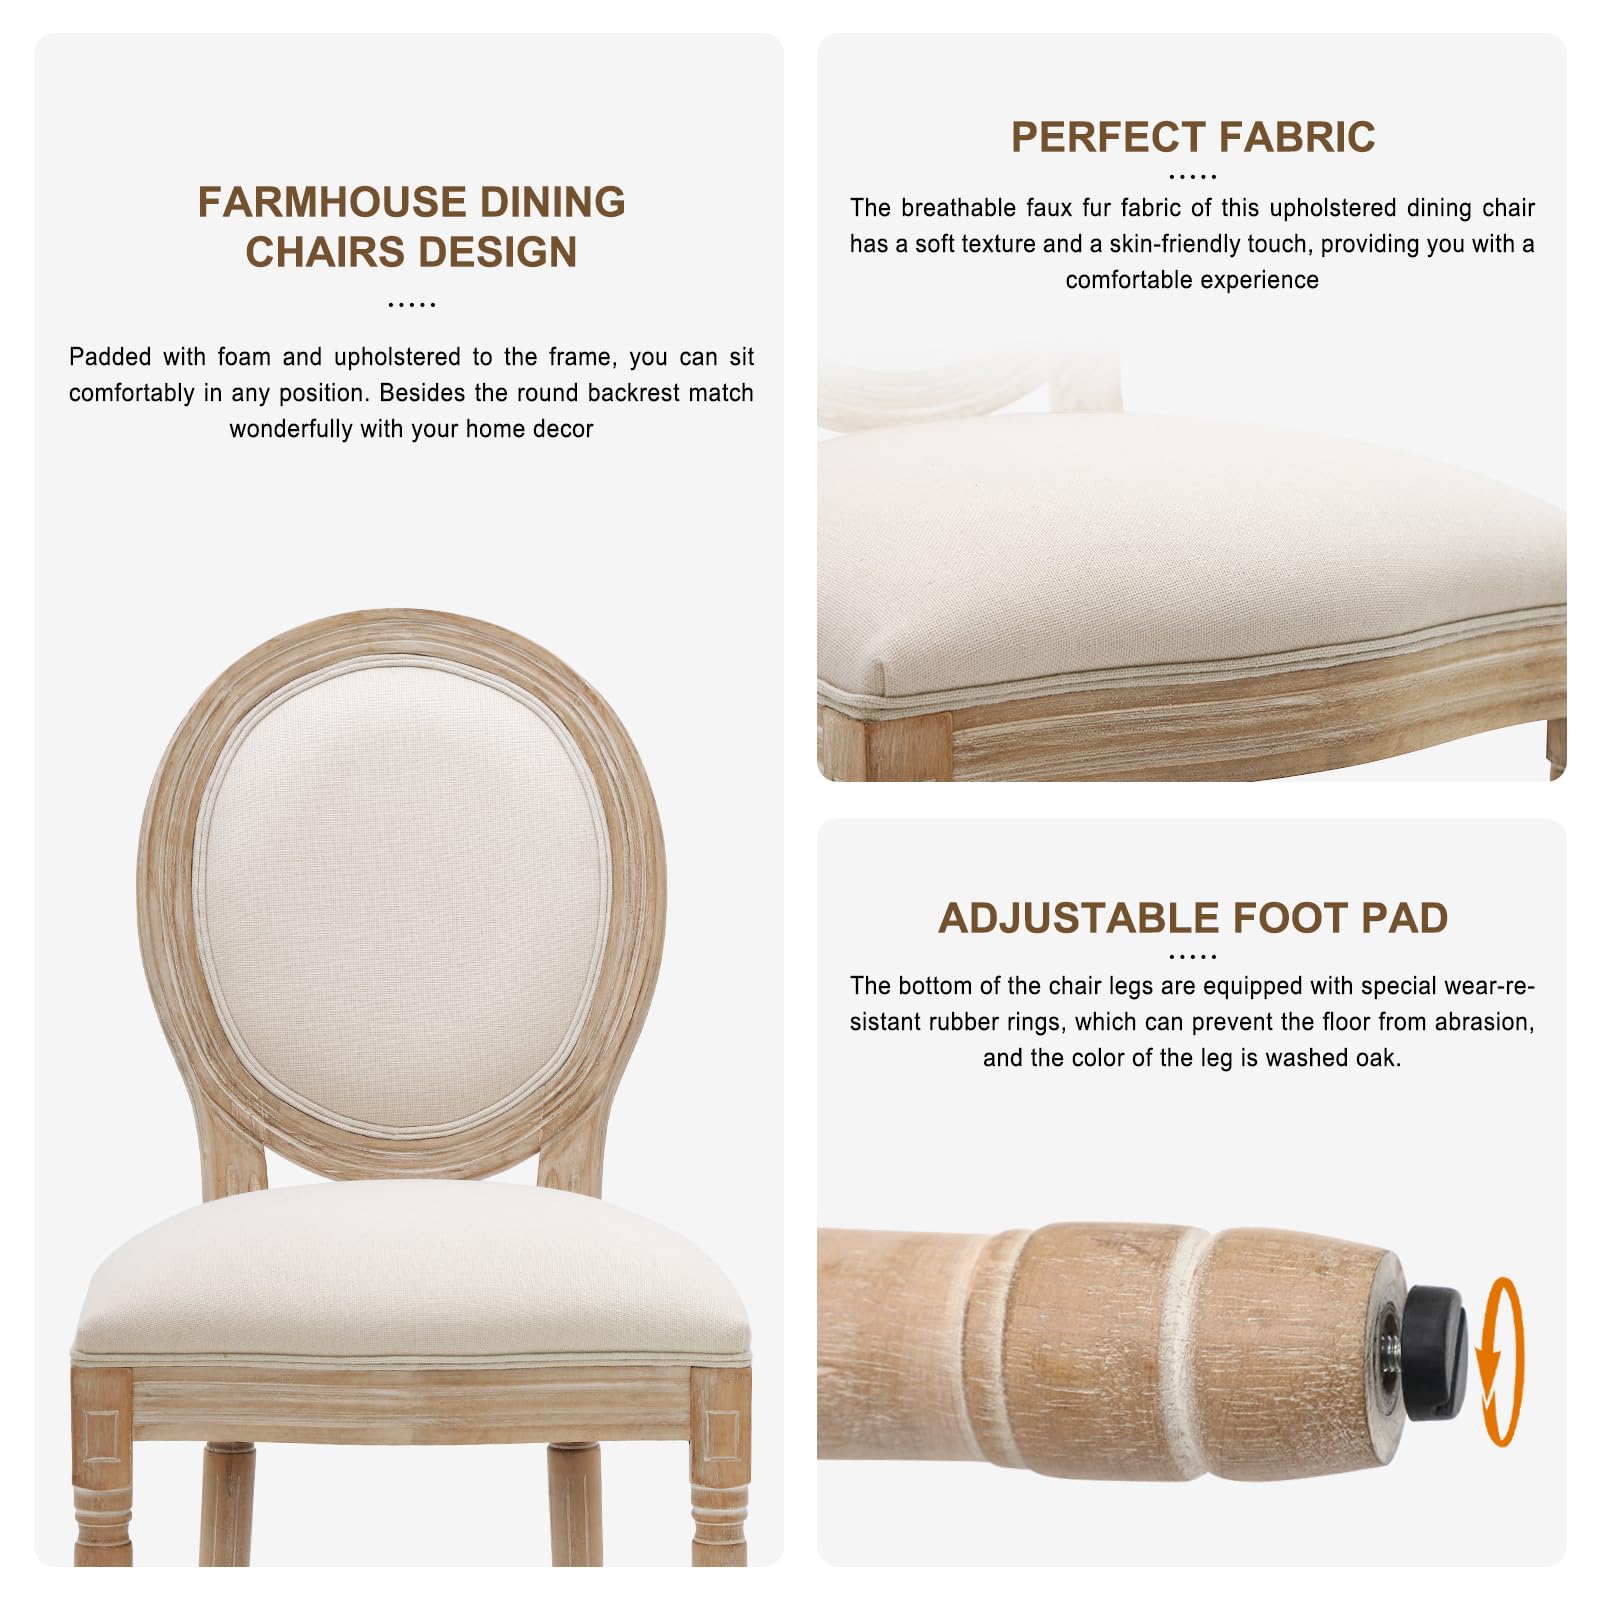 FARMHOUSE DINING
CHAIRS DESIGN
Padded with foam and upholstered to the frame, you can sit
comfortably in any position. Besides the round backrest match
wonderfully with your home decor
PERFECT FABRIC
The breathable faux fur fabric of this upholstered dining chair
has a soft texture and a skin-friendly touch, providing you with a
comfortable experience
ADJUSTABLE FOOT PAD
The bottom of the chair legs are equipped with special wear-re-
sistant rubber rings, which can prevent the floor from abrasion,
and the color of the leg is washed oak.